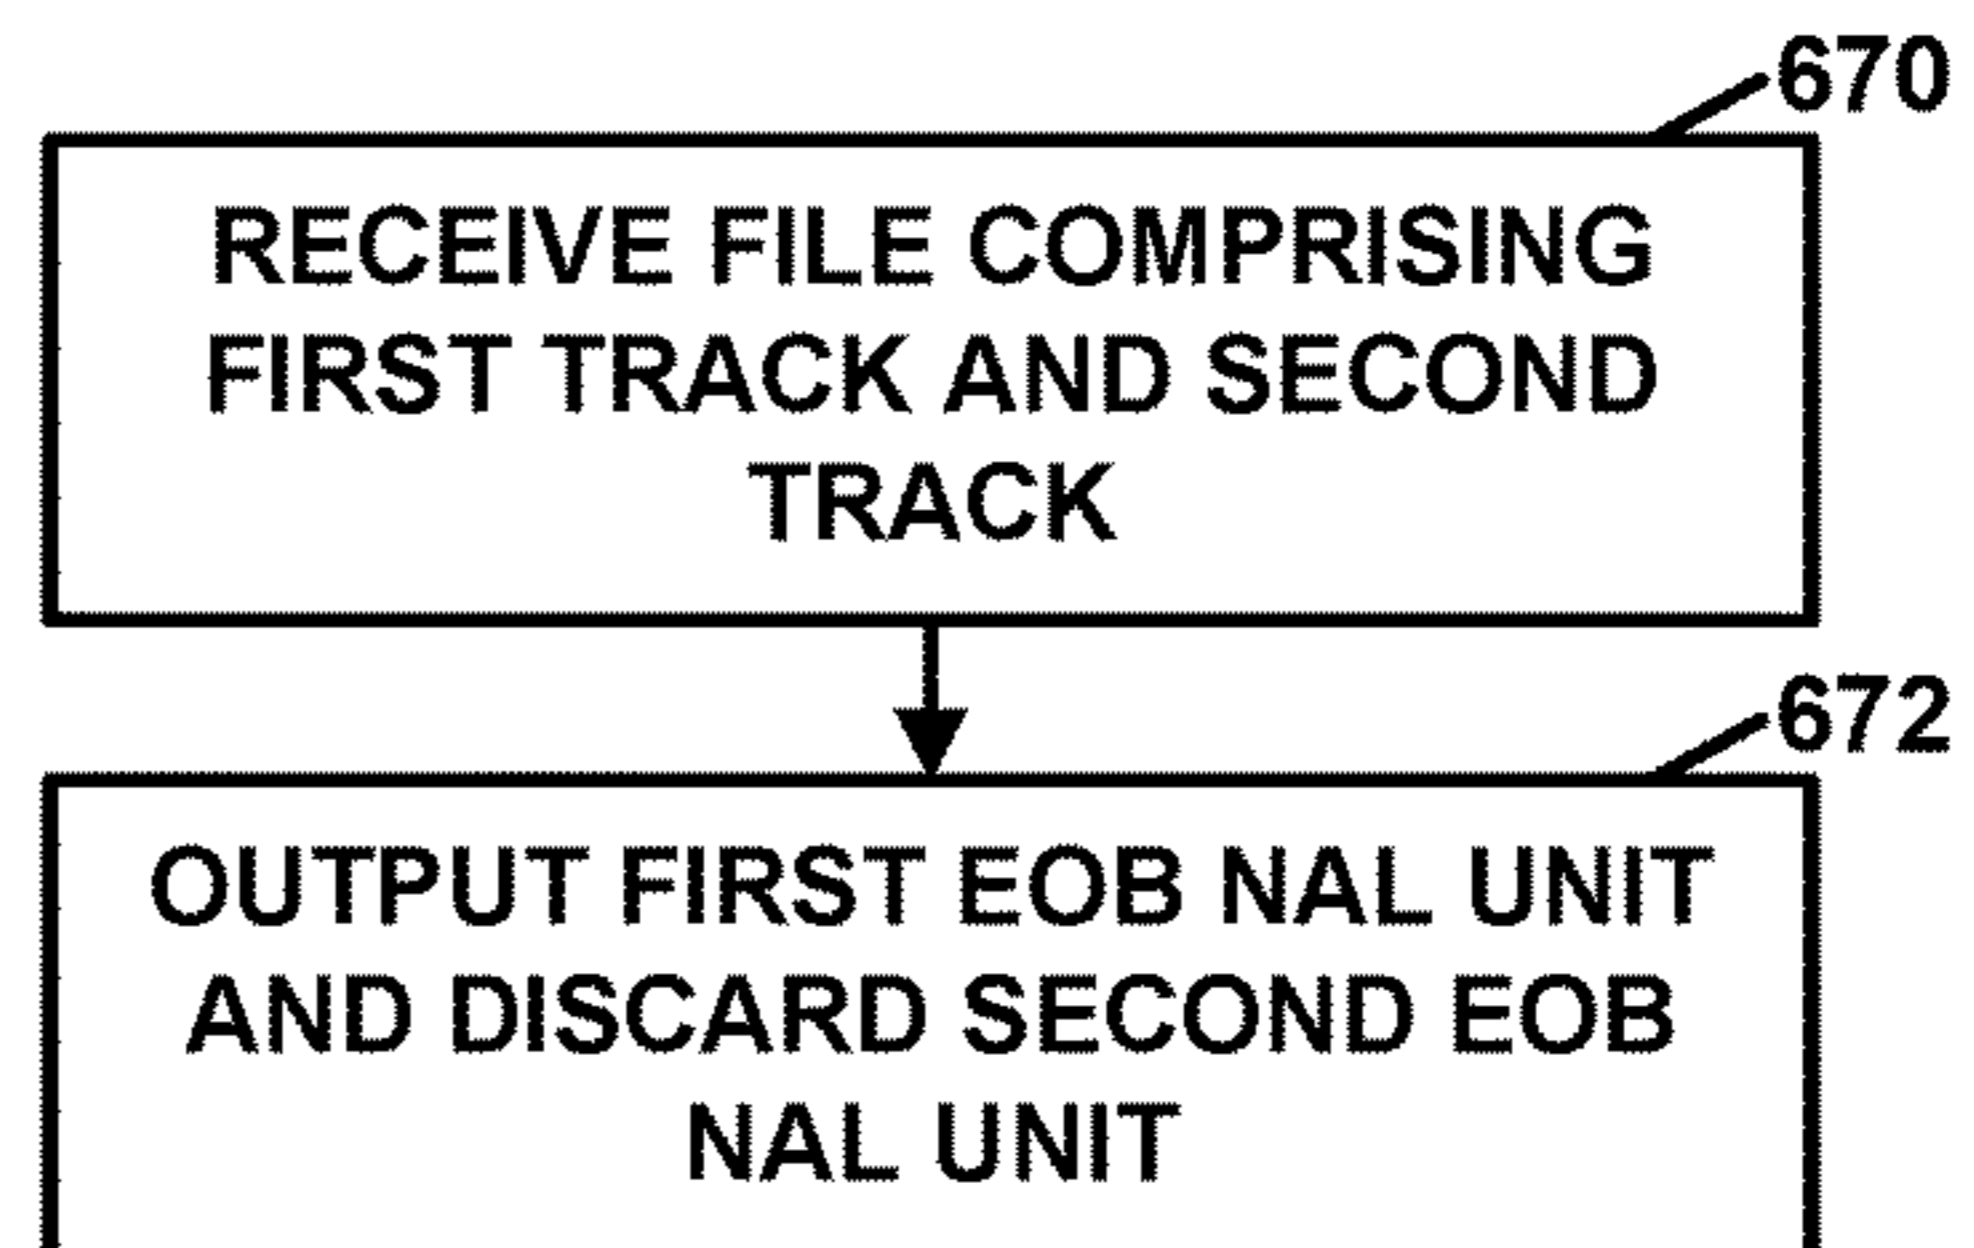 670
RECEIVE FILE COMPRISING
FIRST TRACK AND SECOND
TRACK
672
OUTPUT FIRST EOB NAL UNIT
AND DISCARD SECOND EOB
NAL UNIT